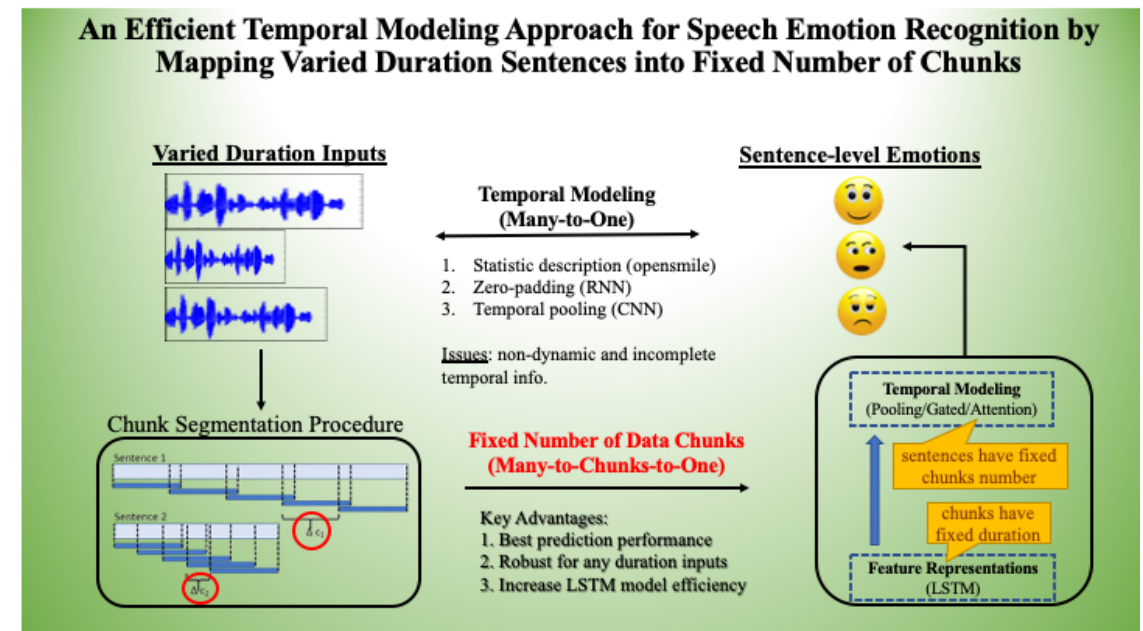 An Efficient Temporal Modeling Approach for Speech Emotion Recognition by
Mapping Varied Duration Sentences into Fixed Number of Chunks
Varied Duration Inputs
Sentence-level Emotions
Temporal Modeling
(Many-to-One)
1. Statistic description (opensmile)
2. Zero-padding (RNN)
3. Temporal pooling (CNN)
Issues: non-dynamic and incomplete
temporal info.
Chunk Segmentation Procedure
Sentence 1
Δ c₁
Sentence 2
Δ c₂
Fixed Number of Data Chunks
(Many-to-Chunks-to-One)
Key Advantages:
1. Best prediction performance
2. Robust for any duration inputs
3. Increase LSTM model efficiency
Temporal Modeling
(Pooling/Gated/Attention)
sentences have fixed
chunks number
chunks have
fixed duration
Feature Representations
(LSTM)